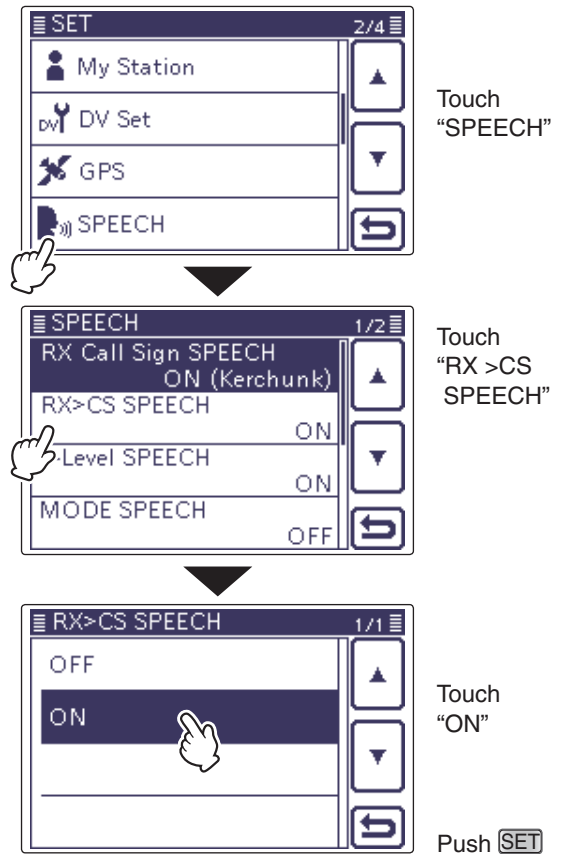 SET 2/4
My Station
DV DV Set
GPS
SPEECH
Touch
“SPEECH”
SPEECH 1/2
RX Call Sign SPEECH
ON (Kerchunk)
RX>CS SPEECH
ON
-Level SPEECH
ON
MODE SPEECH
OFF
Touch
“RX >CS
SPEECH”
RX>CS SPEECH 1/1
OFF
ON
Touch
“ON”
Push SET